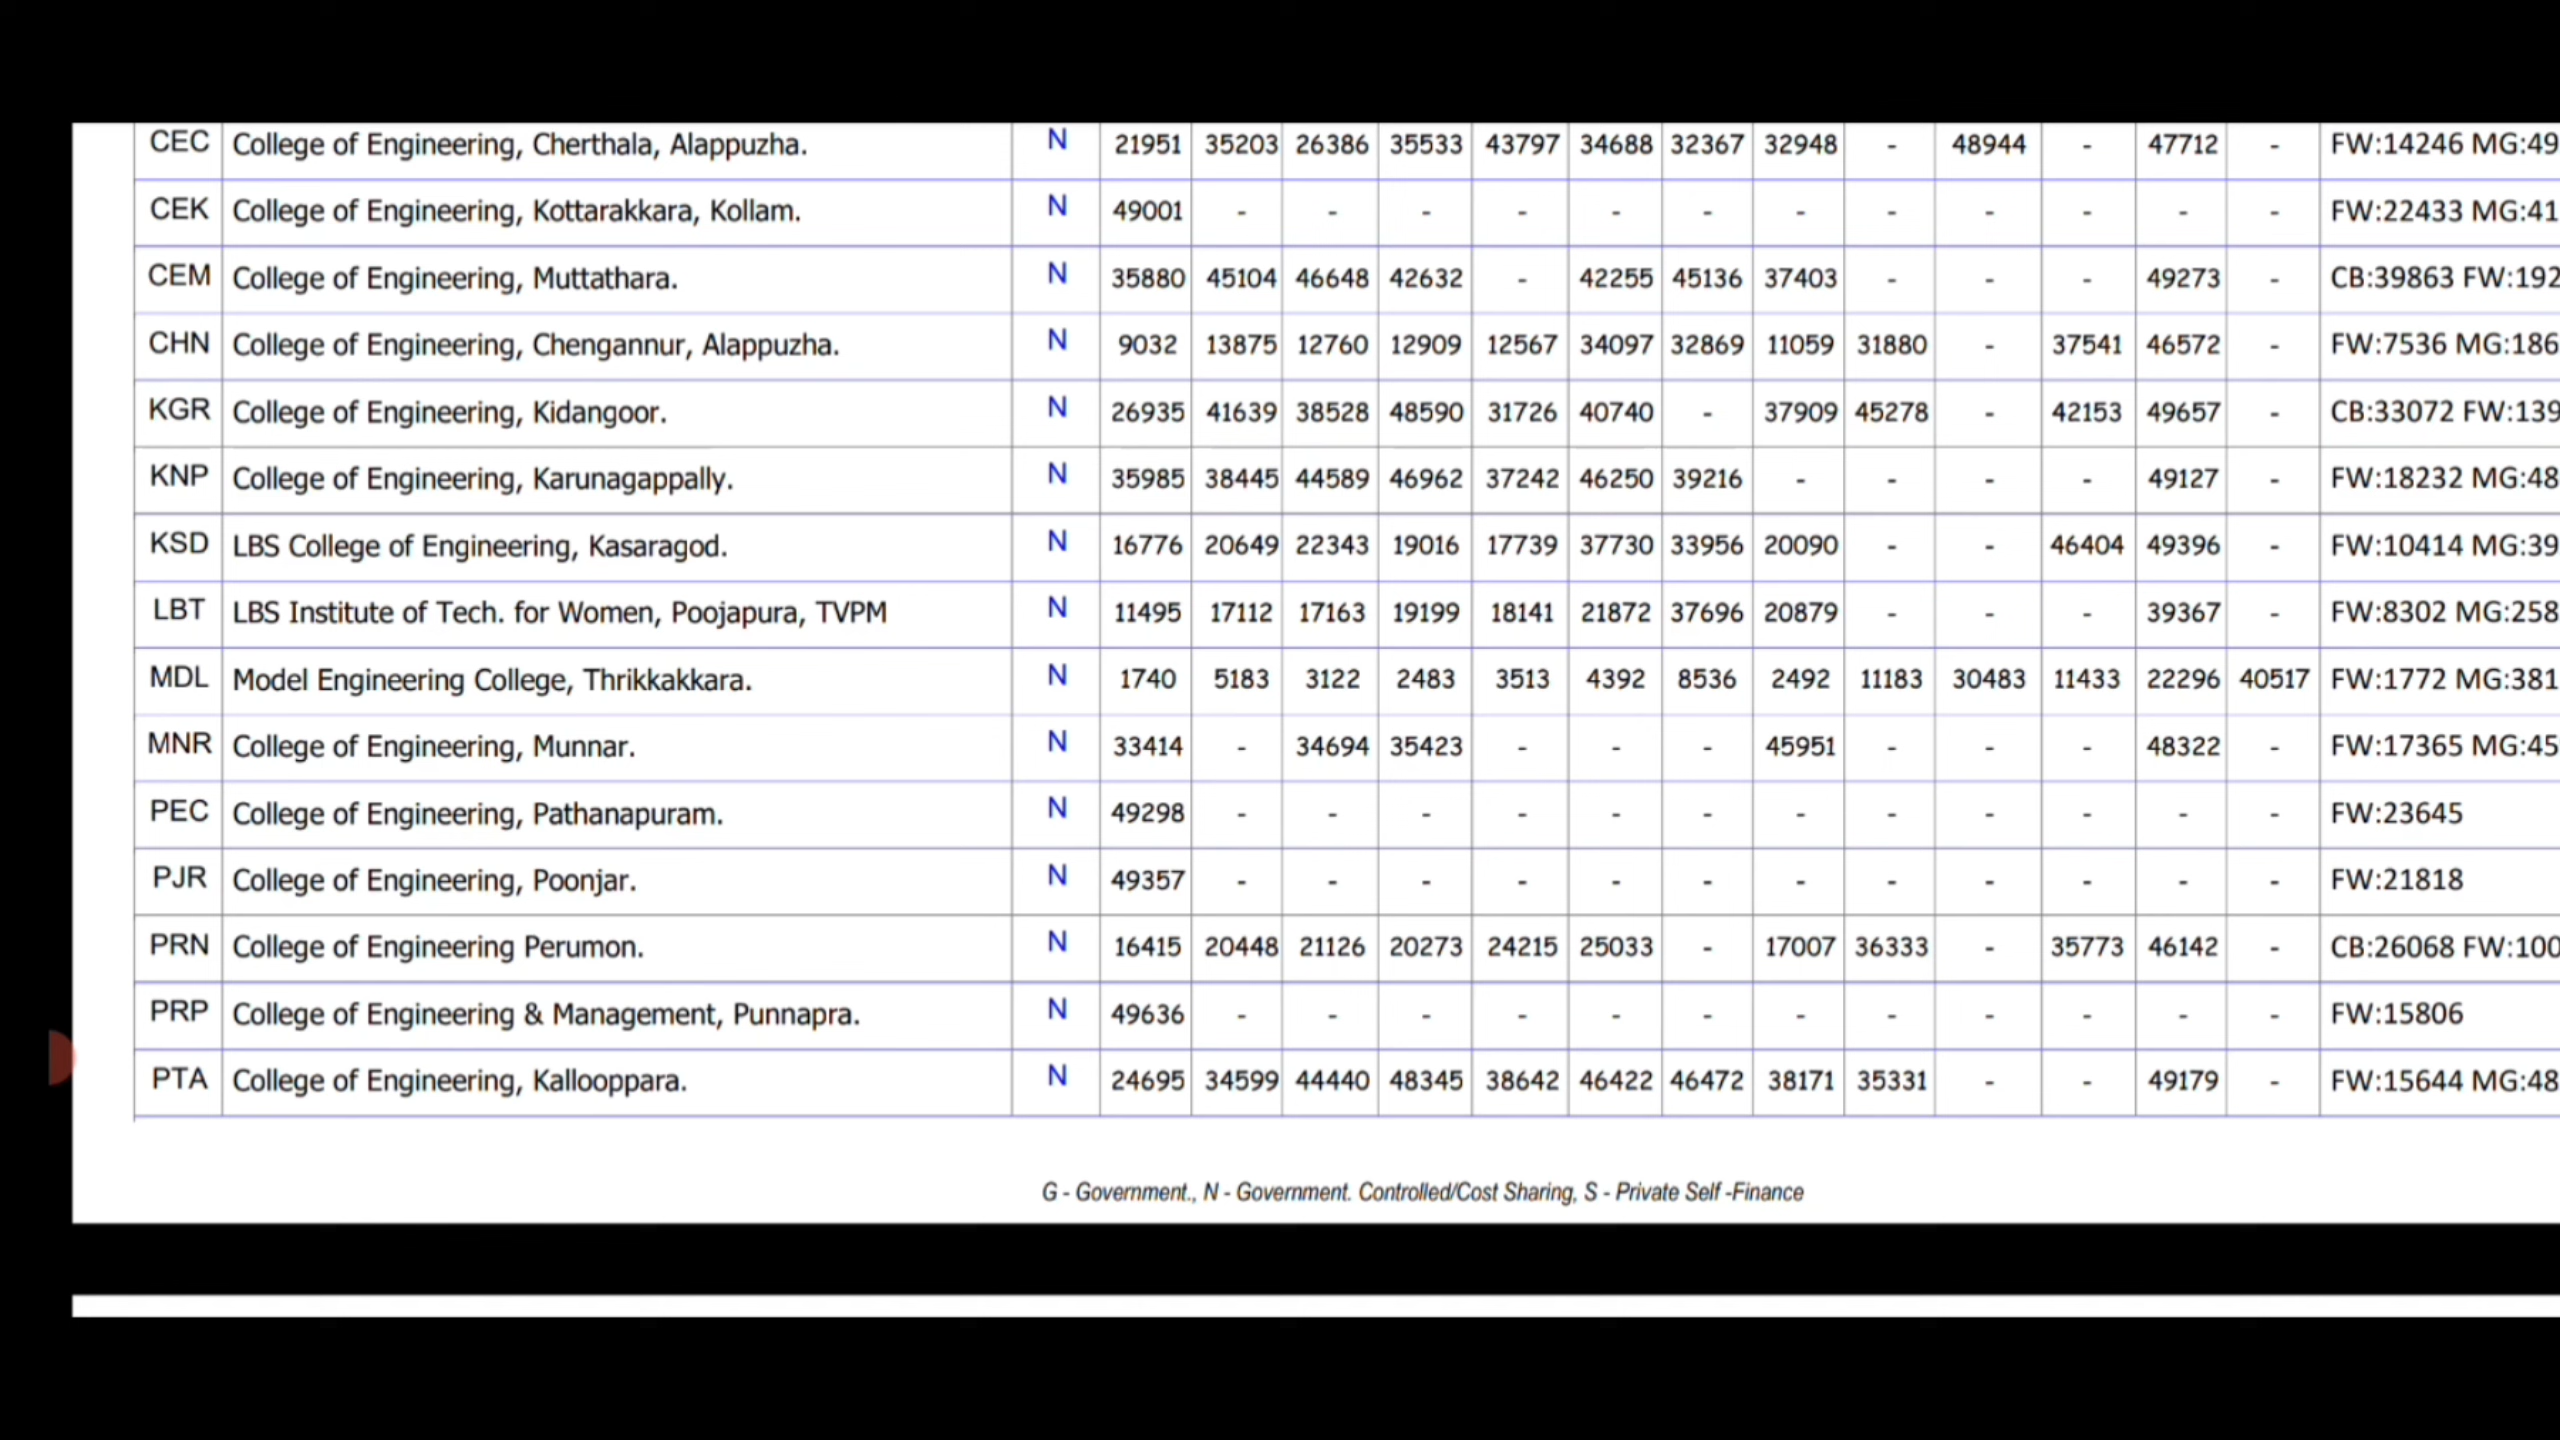 CEC College of Engineering, Cherthala, Alappuzha. N 21951 35203 26386 35533 43797 34688 32367 32948 - 48944 - 47712 - FW:14246 MG:49
CEK College of Engineering, Kottarakkara, Kollam. N 49001 - - - - - - - - - - - - FW:22433 MG:41
CEM College of Engineering, Muttathara. N 35880 45104 46648 42632 - 42255 45136 37403 - - - 49273 - CB:39863 FW:192
CHN College of Engineering, Chengannur, Alappuzha. N 9032 13875 12760 12909 12567 34097 32869 11059 31880 - 37541 46572 - FW:7536 MG:186
KGR College of Engineering, Kidangoor. N 26935 41639 38528 48590 31726 40740 - 37909 45278 - 42153 49657 - CB:33072 FW:139
KNP College of Engineering, Karunagappally. N 35985 38445 44589 46962 37242 46250 39216 - - - - 49127 - FW:18232 MG:48
KSD LBS College of Engineering, Kasaragod. N 16776 20649 22343 19016 17739 37730 33956 20090 - - 46404 49396 - FW:10414 MG:39
LBT LBS Institute of Tech. for Women, Poojapura, TVPM N 11495 17112 17163 19199 18141 21872 37696 20879 - - - 39367 - FW:8302 MG:258
MDL Model Engineering College, Thrikkakkara. N 1740 5183 3122 2483 3513 4392 8536 2492 11183 30483 11433 22296 40517 FW:1772 MG:381
MNR College of Engineering, Munnar. N 33414 - 34694 35423 - - - 45951 - - - 48322 - FW:17365 MG:45
PEC College of Engineering, Pathanapuram. N 49298 - - - - - - - - - - - - FW:23645
PJR College of Engineering, Poonjar. N 49357 - - - - - - - - - - - - FW:21818
PRN College of Engineering Perumon. N 16415 20448 21126 20273 24215 25033 - 17007 36333 - 35773 46142 - CB:26068 FW:100
PRP College of Engineering & Management, Punnapra. N 49636 - - - - - - - - - - - - FW:15806
PTA College of Engineering, Kallooppara. N 24695 34599 44440 48345 38642 46422 46472 38171 35331 - - 49179 - FW:15644 MG:48
G - Government., N - Government. Controlled/Cost Sharing, S - Private Self -Finance